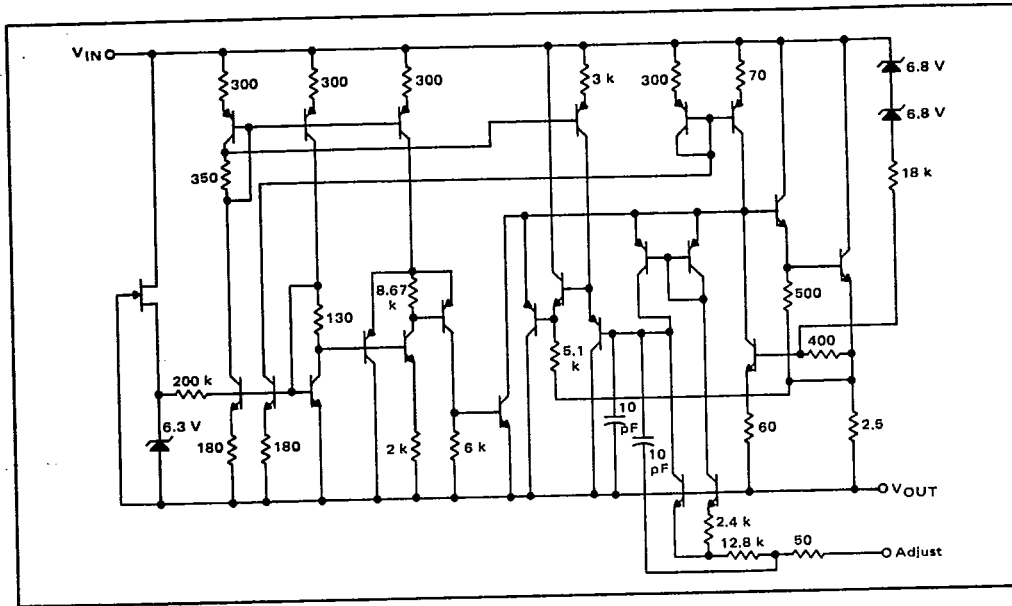 VIN
300
300
300
3 k
300
70
6.8 V
6.8 V
350
18 k
8.67
k
500
130
400
200 k
5.1
k
6.3 V
10
pF
10
pF
180
180
2 k
6 k
60
2.5
VOUT
2.4 k
12.8 k
50
Adjust